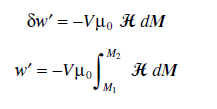 δw′ = −Vμ₀ ℋ dM
w′ = −Vμ₀ ∫_{M₁}^{M₂} ℋ dM